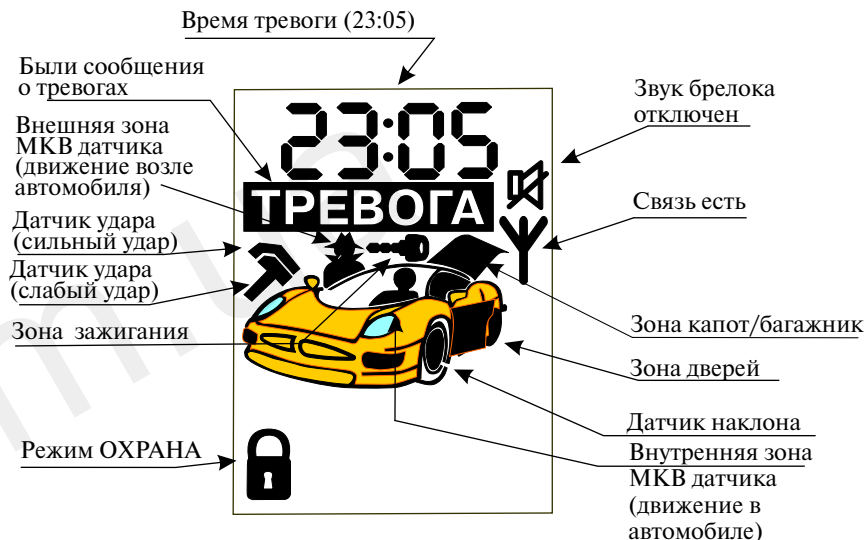 Время тревоги (23:05)
Были сообщения
о тревогах
Внешняя зона
МКВ датчика
(движение возле
автомобиля)
Датчик удара
(сильный удар)
Датчик удара
(слабый удар)
Зона зажигания
Режим ОХРАНА
23:05
ТРЕВОГА
Звук брелока
отключен
Связь есть
Зона капот/багажник
Зона дверей
Датчик наклона
Внутренняя зона
МКВ датчика
(движение в
автомобиле)